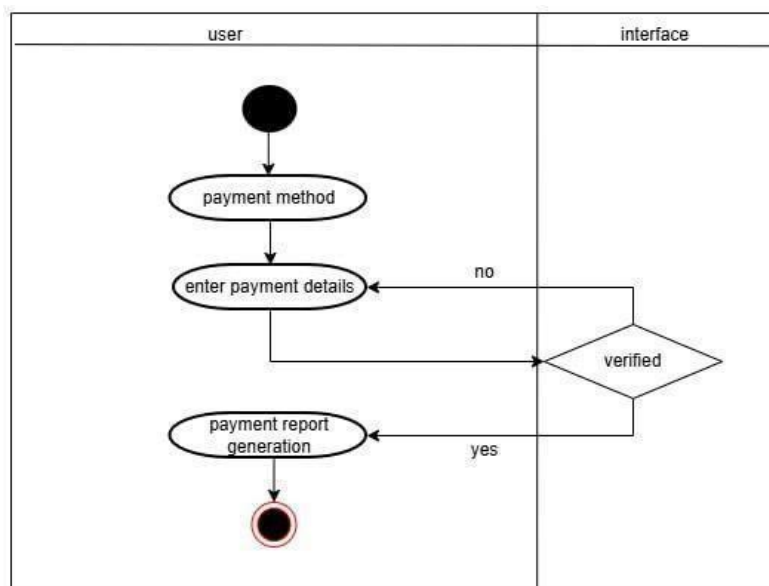 user
interface
payment method
enter payment details
no
verified
payment report
generation
yes